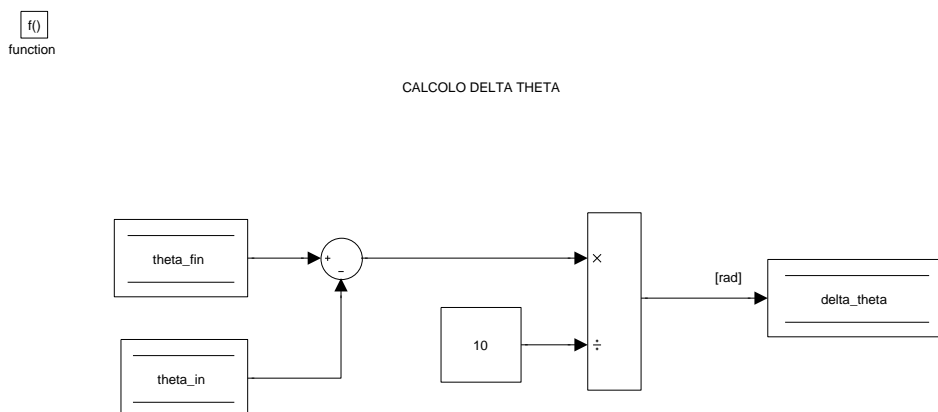 f()
function
CALCOLO DELTA THETA
theta_fin
+
−
×
[rad]
delta_theta
10
÷
theta_in